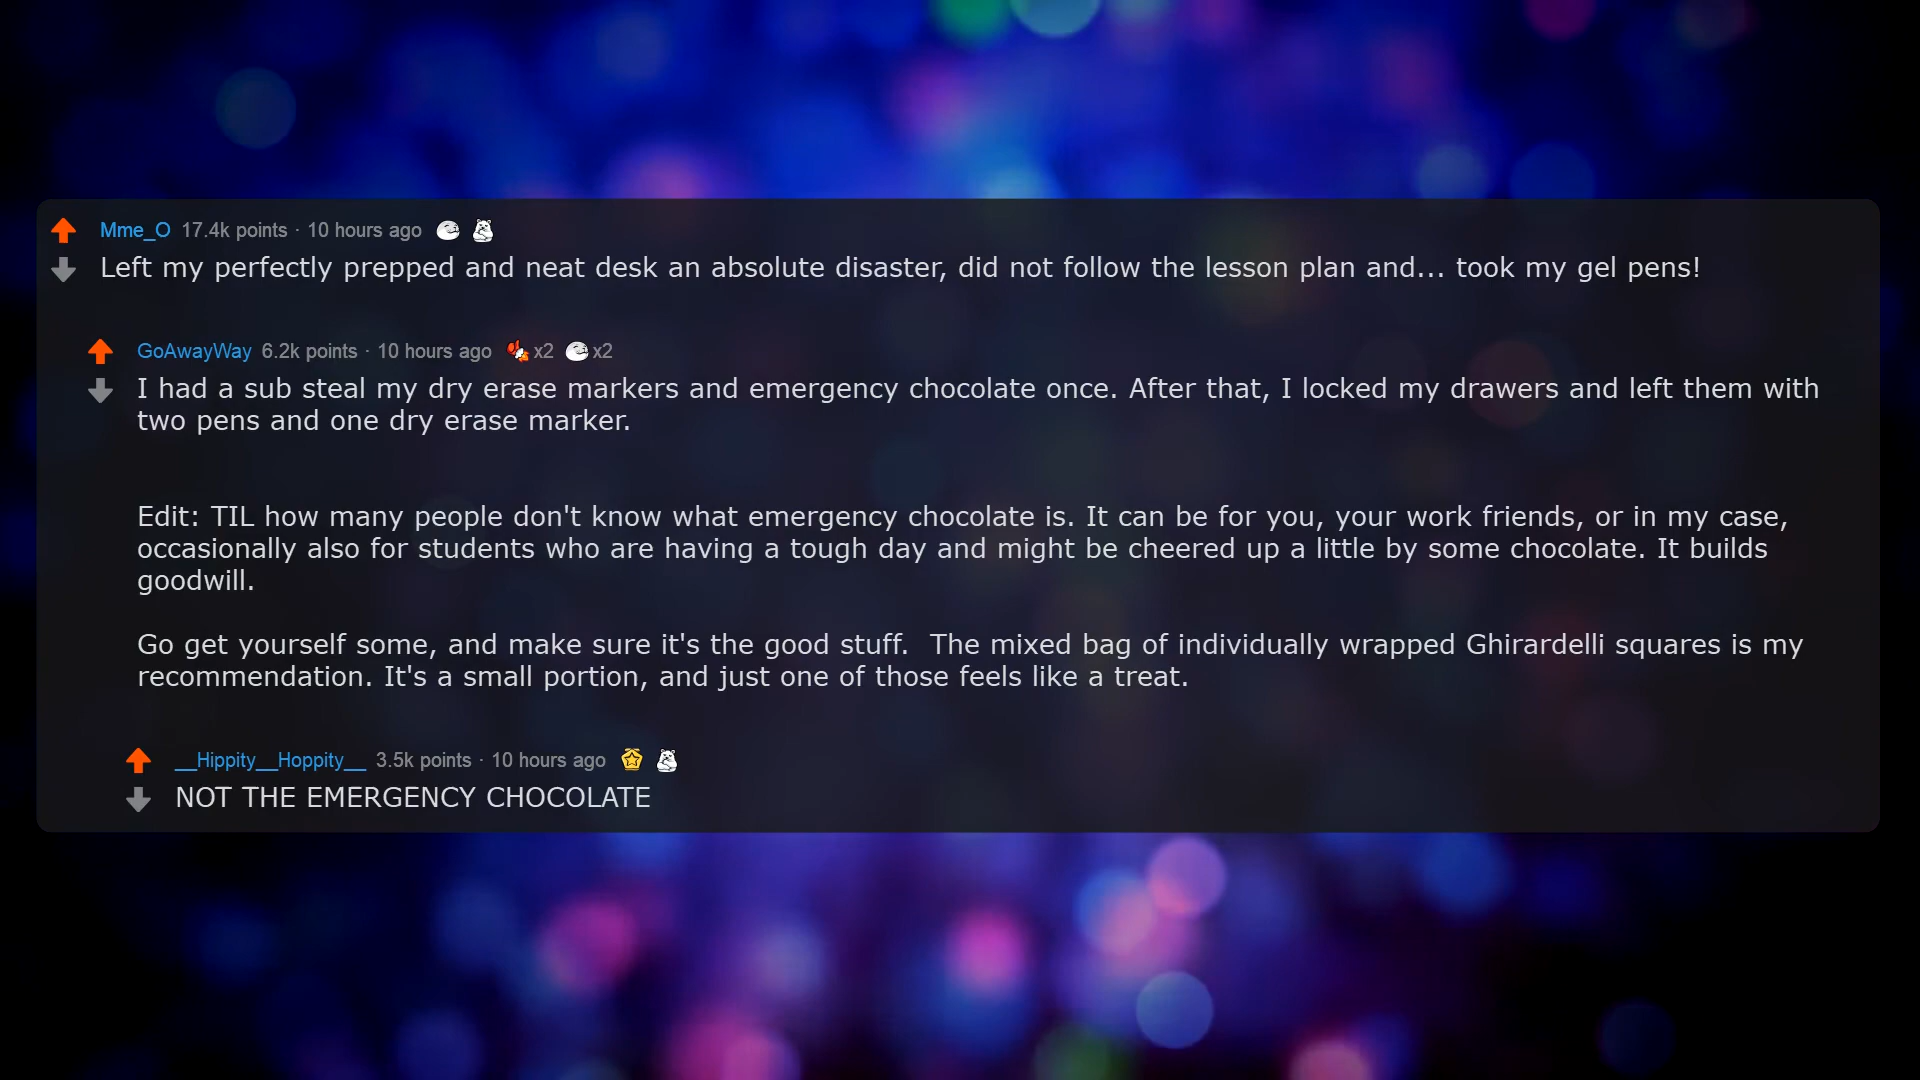 Mme_O 17.4k points · 10 hours ago
Left my perfectly prepped and neat desk an absolute disaster, did not follow the lesson plan and... took my gel pens!
GoAwayWay 6.2k points · 10 hours ago x2 x2
I had a sub steal my dry erase markers and emergency chocolate once. After that, I locked my drawers and left them with
two pens and one dry erase marker.
Edit: TIL how many people don't know what emergency chocolate is. It can be for you, your work friends, or in my case,
occasionally also for students who are having a tough day and might be cheered up a little by some chocolate. It builds
goodwill.
Go get yourself some, and make sure it's the good stuff.  The mixed bag of individually wrapped Ghirardelli squares is my
recommendation. It's a small portion, and just one of those feels like a treat.
__Hippity__Hoppity__ 3.5k points · 10 hours ago
NOT THE EMERGENCY CHOCOLATE